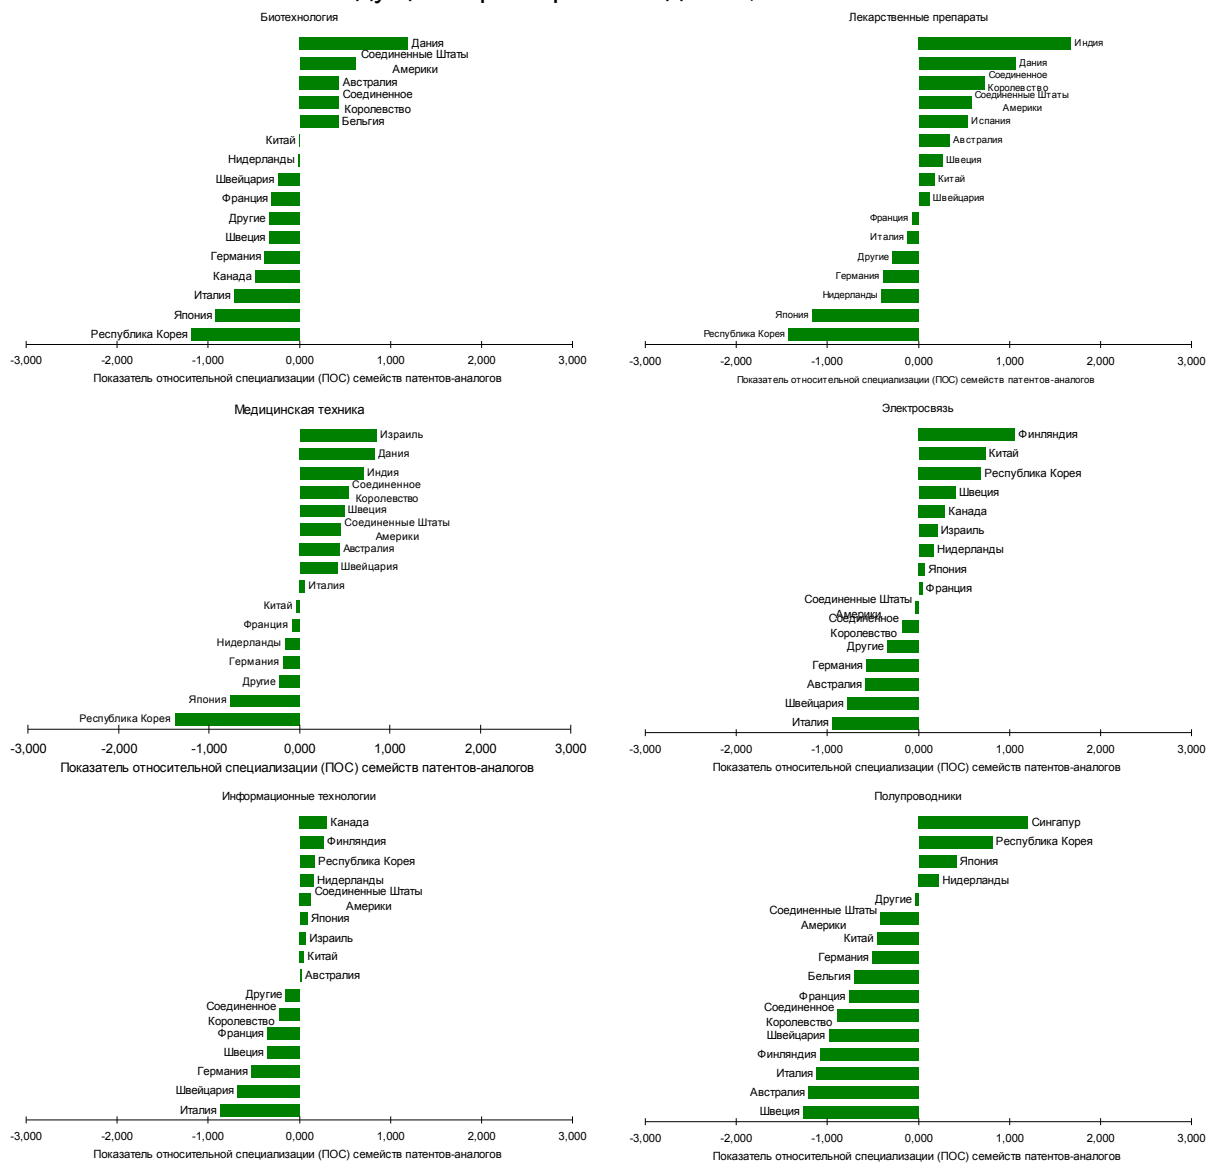 Биотехнология
Дания
Соединенные Штаты
Америки
Австралия
Соединенное
Королевство
Бельгия
Китай
Нидерланды
Швейцария
Франция
Другие
Швеция
Германия
Канада
Италия
Япония
Республика Корея
-3,000 -2,000 -1,000 0,000 1,000 2,000 3,000
Показатель относительной специализации (ПОС) семейств патентов-аналогов
Лекарственные препараты
Индия
Дания
Соединенное
Королевство
Соединенные Штаты
Америки
Испания
Австралия
Швеция
Китай
Швейцария
Франция
Италия
Другие
Германия
Нидерланды
Япония
Республика Корея
-3,000 -2,000 -1,000 0,000 1,000 2,000 3,000
Показатель относительной специализации (ПОС) семейств патентов-аналогов
Медицинская техника
Израиль
Дания
Индия
Соединенное
Королевство
Швеция
Соединенные Штаты
Америки
Австралия
Швейцария
Италия
Китай
Франция
Нидерланды
Германия
Другие
Япония
Республика Корея
-3,000 -2,000 -1,000 0,000 1,000 2,000 3,000
Показатель относительной специализации (ПОС) семейств патентов-аналогов
Электросвязь
Финляндия
Китай
Республика Корея
Швеция
Канада
Израиль
Нидерланды
Япония
Франция
Соединенные Штаты
Америки
Соединенное
Королевство
Другие
Германия
Австралия
Швейцария
Италия
-3,000 -2,000 -1,000 0,000 1,000 2,000 3,000
Показатель относительной специализации (ПОС) семейств патентов-аналогов
Информационные технологии
Канада
Финляндия
Республика Корея
Нидерланды
Соединенные Штаты
Америки
Япония
Израиль
Китай
Австралия
Другие
Соединенное
Королевство
Франция
Швеция
Германия
Швейцария
Италия
-3,000 -2,000 -1,000 0,000 1,000 2,000 3,000
Показатель относительной специализации (ПОС) семейств патентов-аналогов
Полупроводники
Сингапур
Республика Корея
Япония
Нидерланды
Другие
Соединенные Штаты
Америки
Китай
Германия
Бельгия
Франция
Соединенное
Королевство
Швейцария
Финляндия
Италия
Австралия
Швеция
-3,000 -2,000 -1,000 0,000 1,000 2,000 3,000
Показатель относительной специализации (ПОС) семейств патентов-аналогов